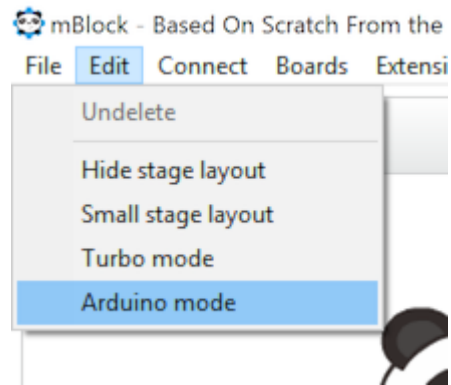 mBlock - Based On Scratch From the
File Edit Connect Boards Extensi
Undelete
Hide stage layout
Small stage layout
Turbo mode
Arduino mode